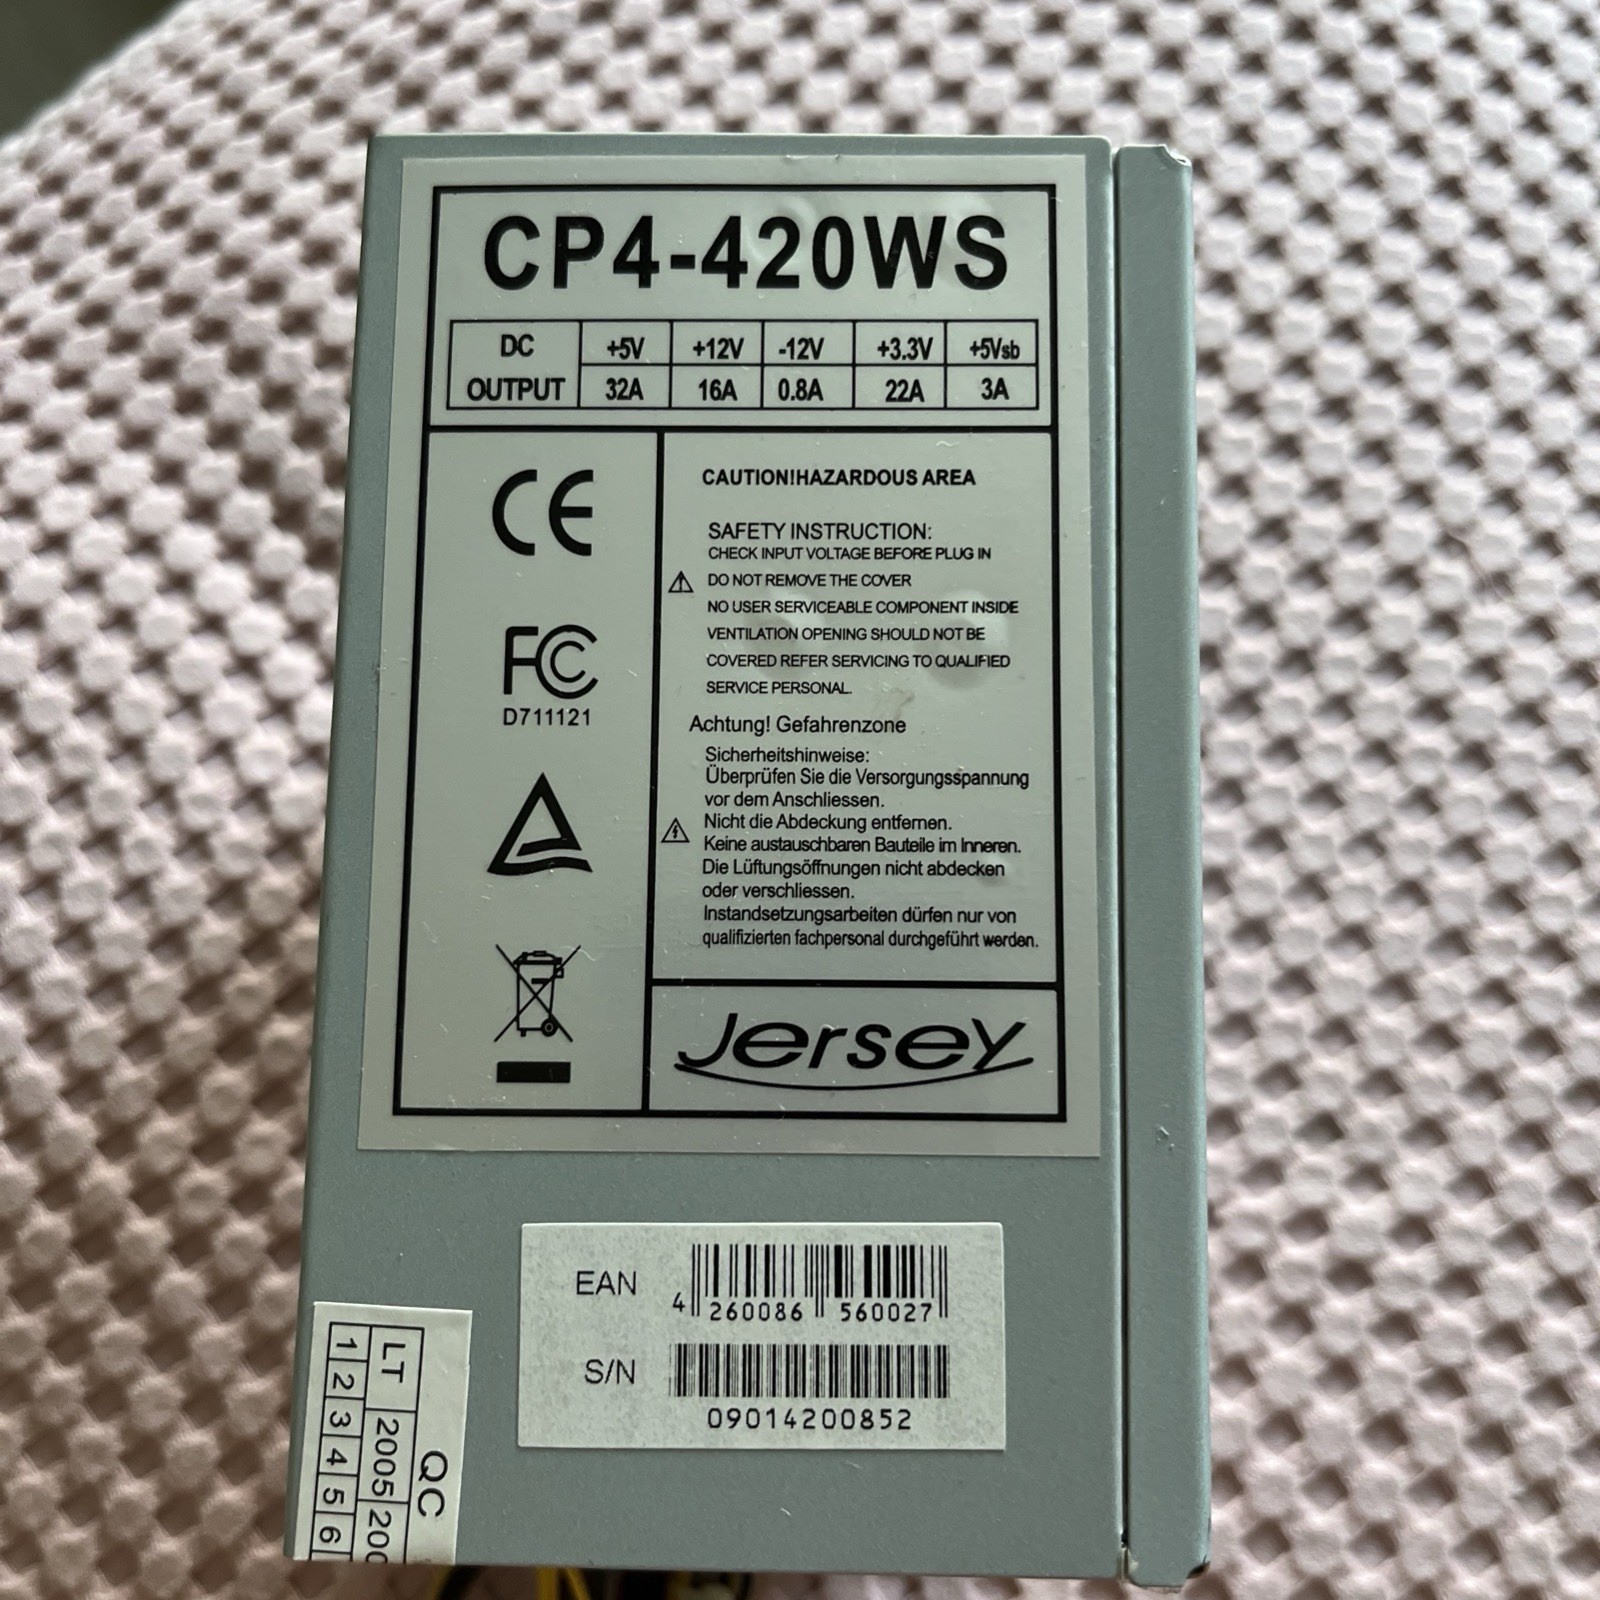 CP4-420WS
DC +5V +12V -12V +3.3V +5Vsb
OUTPUT 32A 16A 0.8A 22A 3A
CE
CAUTION!HAZARDOUS AREA
SAFETY INSTRUCTION:
CHECK INPUT VOLTAGE BEFORE PLUG IN
DO NOT REMOVE THE COVER
NO USER SERVICEABLE COMPONENT INSIDE
VENTILATION OPENING SHOULD NOT BE
COVERED REFER SERVICING TO QUALIFIED
SERVICE PERSONAL.
FC
D711121
Achtung! Gefahrenzone
Sicherheitshinweise:
Überprüfen Sie die Versorgungsspannung
vor dem Anschliessen.
Nicht die Abdeckung entfernen.
Keine austauschbaren Bauteile im Inneren.
Die Lüftungsöffnungen nicht abdecken
oder verschliessen.
Instandsetzungsarbeiten dürfen nur von
qualifizierten fachpersonal durchgeführt werden.
Jersey
EAN
4 260086 560027
S/N
09014200852
QC
LT 2005 200
1 2 3 4 5 6